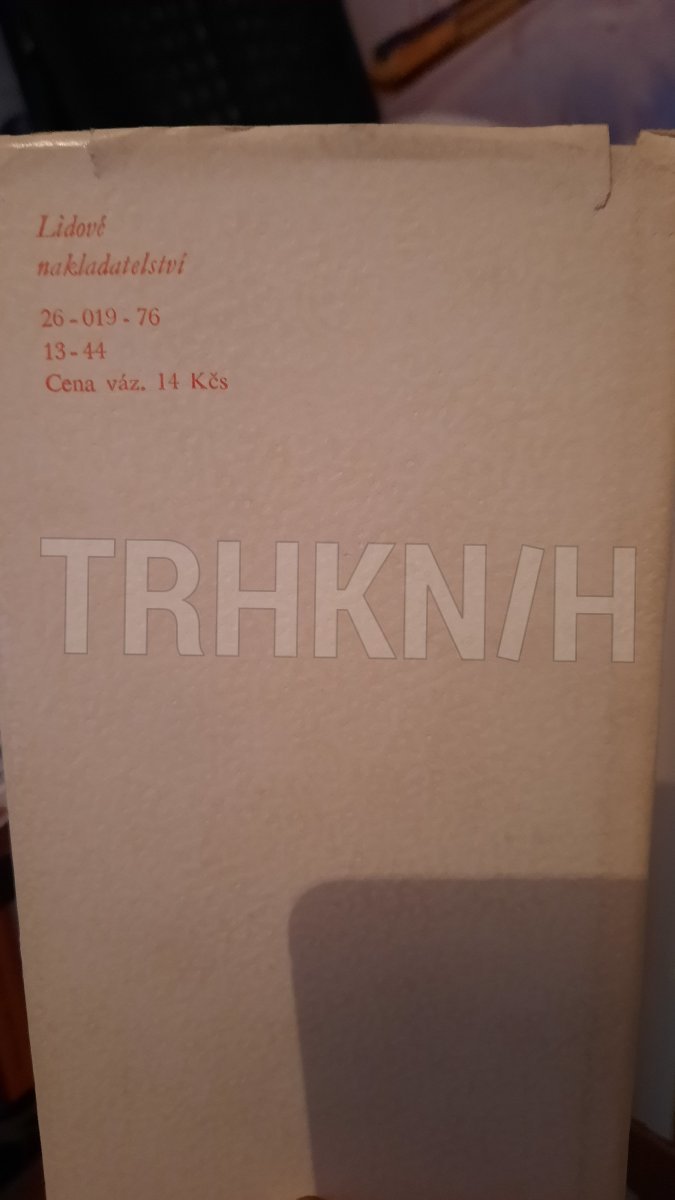 Lidové
nakladatelství
26-019-76
13-44
Cena váz. 14 Kčs
TRHKN/H